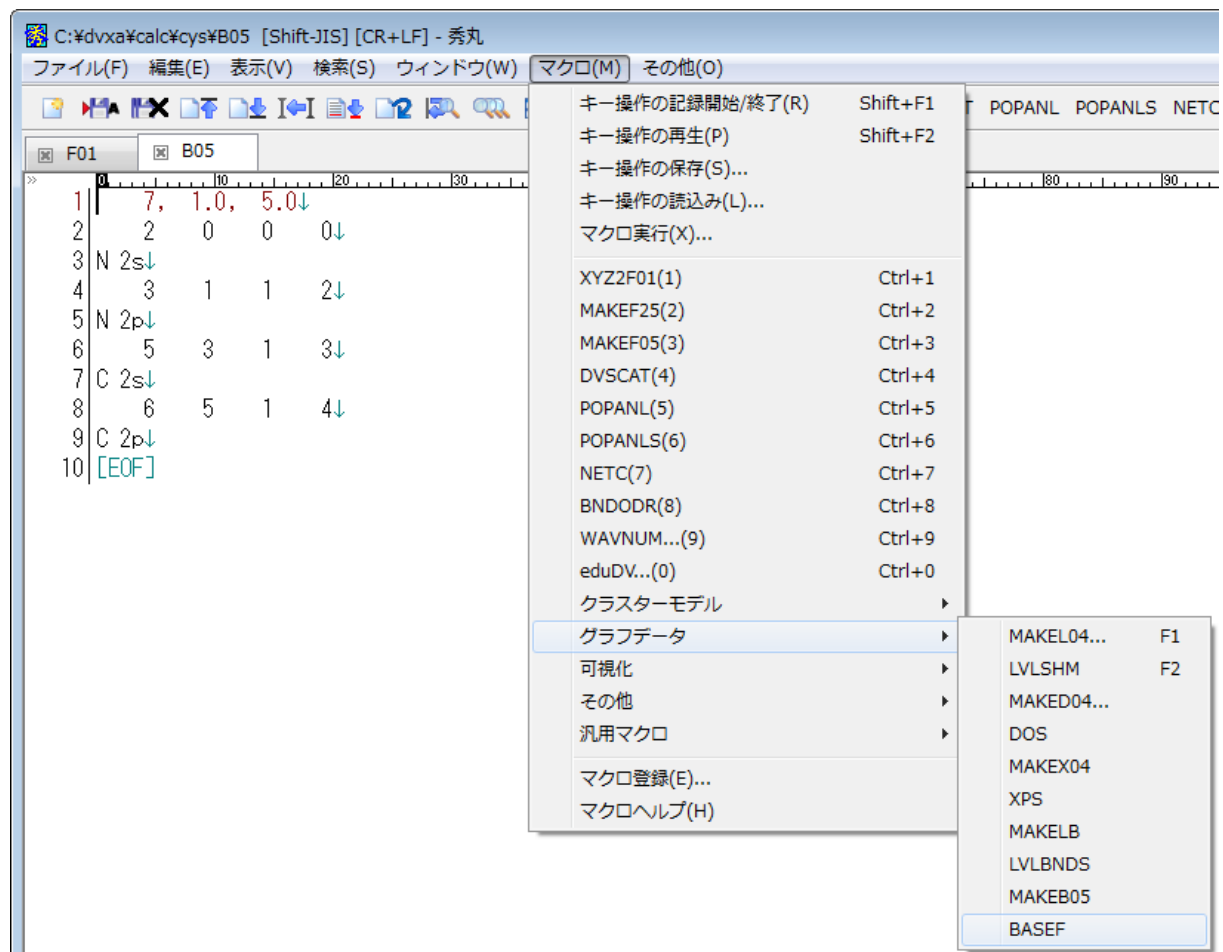 C:¥dvxa¥calc¥cys¥B05 [Shift-JIS] [CR+LF] - 秀丸
ファイル(F) 編集(E) 表示(V) 検索(S) ウィンドウ(W) マクロ(M) その他(O)
POPANL POPANLS NETC
F01 B05
0 10 20 30 80 90
1 7, 1.0, 5.0↓
2 2 0 0 0↓
3 N 2s↓
4 3 1 1 2↓
5 N 2p↓
6 5 3 1 3↓
7 C 2s↓
8 6 5 1 4↓
9 C 2p↓
10 [EOF]
キー操作の記録開始/終了(R) Shift+F1
キー操作の再生(P) Shift+F2
キー操作の保存(S)...
キー操作の読込み(L)...
マクロ実行(X)...
XYZ2F01(1) Ctrl+1
MAKEF25(2) Ctrl+2
MAKEF05(3) Ctrl+3
DVSCAT(4) Ctrl+4
POPANL(5) Ctrl+5
POPANLS(6) Ctrl+6
NETC(7) Ctrl+7
BNDODR(8) Ctrl+8
WAVNUM...(9) Ctrl+9
eduDV...(0) Ctrl+0
クラスターモデル
グラフデータ
可視化
その他
汎用マクロ
マクロ登録(E)...
マクロヘルプ(H)
MAKEL04... F1
LVLSHM F2
MAKED04...
DOS
MAKEX04
XPS
MAKELB
LVLBNDS
MAKEB05
BASEF